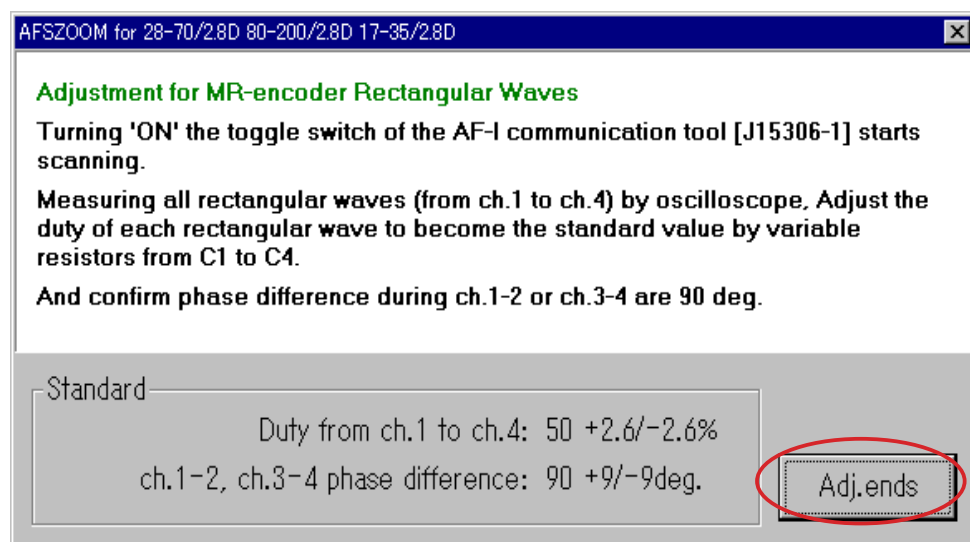 AFSZOOM for 28-70/2.8D 80-200/2.8D 17-35/2.8D
Adjustment for MR-encoder Rectangular Waves
Turning 'ON' the toggle switch of the AF-I communication tool [J15306-1] starts
scanning.
Measuring all rectangular waves (from ch.1 to ch.4) by oscilloscope, Adjust the
duty of each rectangular wave to become the standard value by variable
resistors from C1 to C4.
And confirm phase difference during ch.1-2 or ch.3-4 are 90 deg.
Standard
Duty from ch.1 to ch.4: 50 +2.6/-2.6%
ch.1-2, ch.3-4 phase difference: 90 +9/-9deg.
Adj.ends